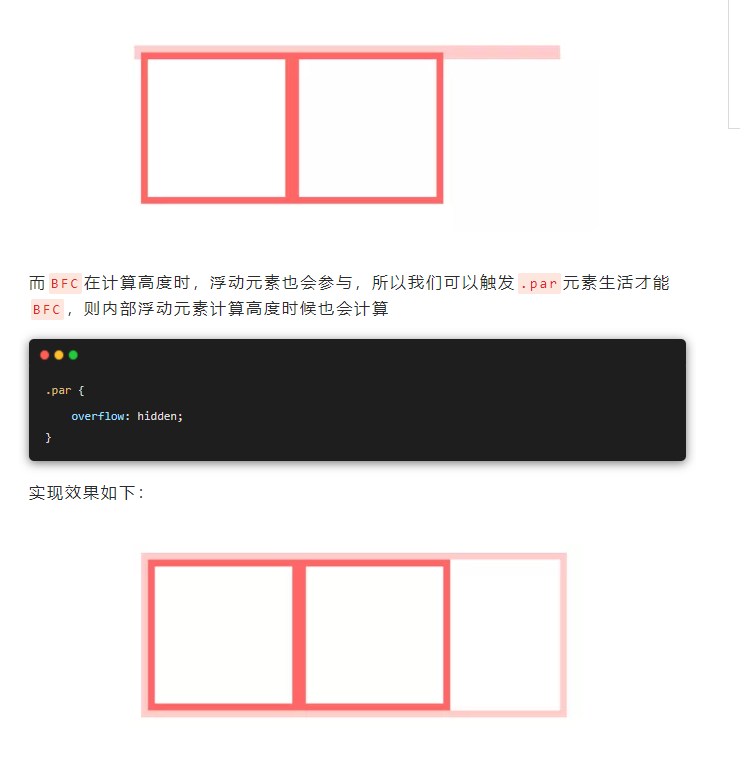 而 BFC 在计算高度时，浮动元素也会参与，所以我们可以触发 .par 元素生活才能
BFC ，则内部浮动元素计算高度时候也会计算
.par {
    overflow: hidden;
}
实现效果如下：